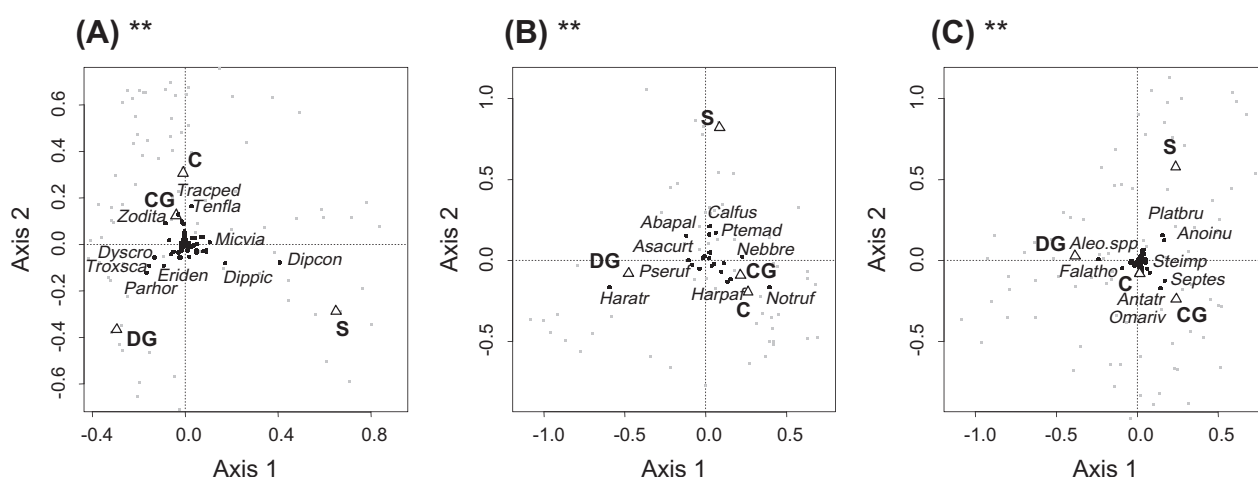 (A) **
(B) **
(C) **
Axis 2
0.6
0.4
0.2
0.0
-0.2
-0.4
-0.6
C
Tracped
CG
Tenfla
Zodita
Micvia
Dyscro
Troxsca
Eriden
Parhor
Dippic
Dipcon
S
DG
-0.4
0.0
0.4
0.8
Axis 1
Axis 2
1.0
0.5
0.0
-0.5
S
Calfus
Abapal
Ptemad
Asacurt
Nebbre
DG
Pseruf
CG
Haratr
Harpaf
Notruf
C
-1.0
-0.5
0.0
0.5
Axis 1
Axis 2
1.0
0.5
0.0
-0.5
S
Platbru
Anoinu
DG
Aleo.spp
Steimp
Falatho
C
Septes
Antatr
Omariv
CG
-1.0
-0.5
0.0
0.5
Axis 1